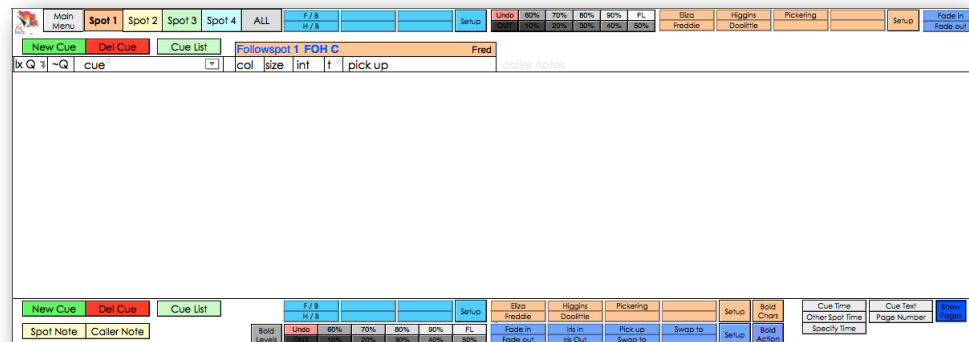 Main Menu Spot 1 Spot 2 Spot 3 Spot 4 ALL F / B Setup Undo 60% 70% 80% 90% FL Eliza Higgins Pickering Setup Fade in
H / B OUT 10% 20% 30% 40% 50% Freddie Doolittle Fade out
New Cue Del Cue Cue List Followspot 1 FOH C Fred
lx Q ~Q cue col size int t pick up caller notes
New Cue Del Cue Cue List F / B Setup Eliza Higgins Pickering Setup Bold Chars Cue Time Cue Text Show Pages
H / B Freddie Doolittle Other Spot Time Page Number
Spot Note Caller Note Bold Levels Undo 60% 70% 80% 90% FL Fade in Iris In Pick up Swap to Setup Bold Action Specify Time
OUT 10% 20% 30% 40% 50% Fade out Iris Out Swap to